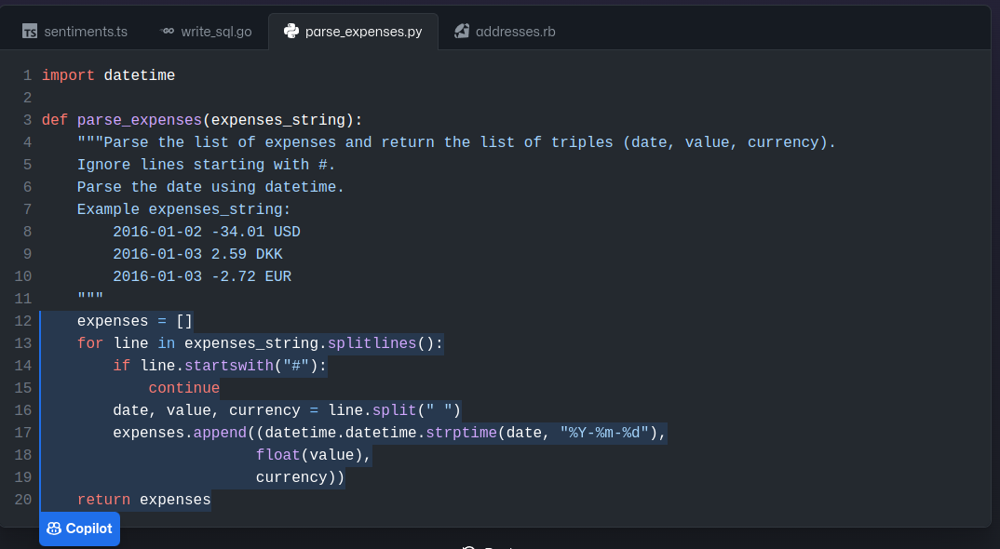 sentiments.ts write_sql.go parse_expenses.py addresses.rb
1 import datetime
2
3 def parse_expenses(expenses_string):
4     """Parse the list of expenses and return the list of triples (date, value, currency).
5     Ignore lines starting with #.
6     Parse the date using datetime.
7     Example expenses_string:
8         2016-01-02 -34.01 USD
9         2016-01-03 2.59 DKK
10         2016-01-03 -2.72 EUR
11     """
12     expenses = []
13     for line in expenses_string.splitlines():
14         if line.startswith("#"):
15             continue
16         date, value, currency = line.split(" ")
17         expenses.append((datetime.datetime.strptime(date, "%Y-%m-%d"),
18                         float(value),
19                         currency))
20     return expenses
Copilot